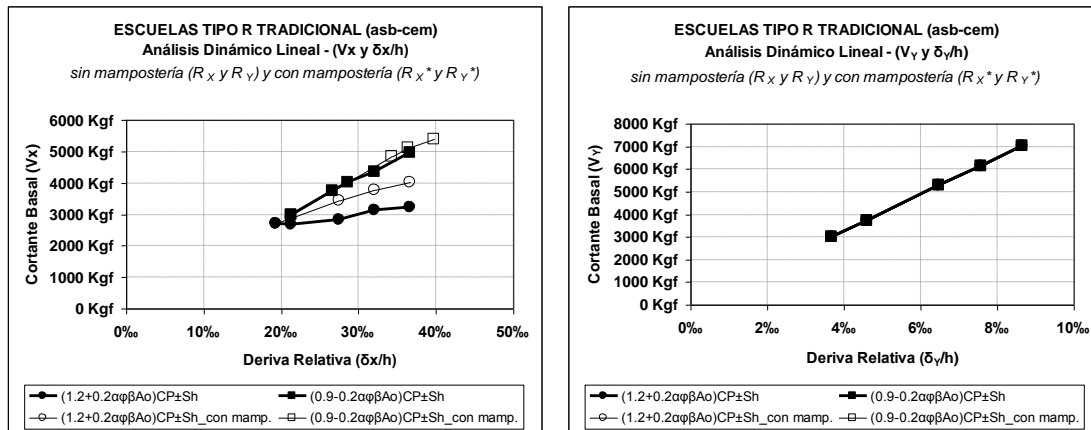 ESCUELAS TIPO R TRADICIONAL (asb-cem)
Análisis Dinámico Lineal - (Vx y δx/h)
sin mampostería (R X y R Y) y con mampostería (R X* y R Y*)
Cortante Basal (Vx)
6000 Kgf
5000 Kgf
4000 Kgf
3000 Kgf
2000 Kgf
1000 Kgf
0 Kgf
0‰ 10‰ 20‰ 30‰ 40‰ 50‰
Deriva Relativa (δx/h)
(1.2+0.2αφβAo)CP±Sh (0.9-0.2αφβAo)CP±Sh
(1.2+0.2αφβAo)CP±Sh_con mamp. (0.9-0.2αφβAo)CP±Sh_con mamp.
ESCUELAS TIPO R TRADICIONAL (asb-cem)
Análisis Dinámico Lineal - (VY y δY/h)
sin mampostería (R X y R Y) y con mampostería (R X* y R Y*)
Cortante Basal (VY)
8000 Kgf
7000 Kgf
6000 Kgf
5000 Kgf
4000 Kgf
3000 Kgf
2000 Kgf
1000 Kgf
0 Kgf
0‰ 2‰ 4‰ 6‰ 8‰ 10‰
Deriva Relativa (δY/h)
(1.2+0.2αφβAo)CP±Sh (0.9-0.2αφβAo)CP±Sh
(1.2+0.2αφβAo)CP±Sh_con mamp. (0.9-0.2αφβAo)CP±Sh_con mamp.